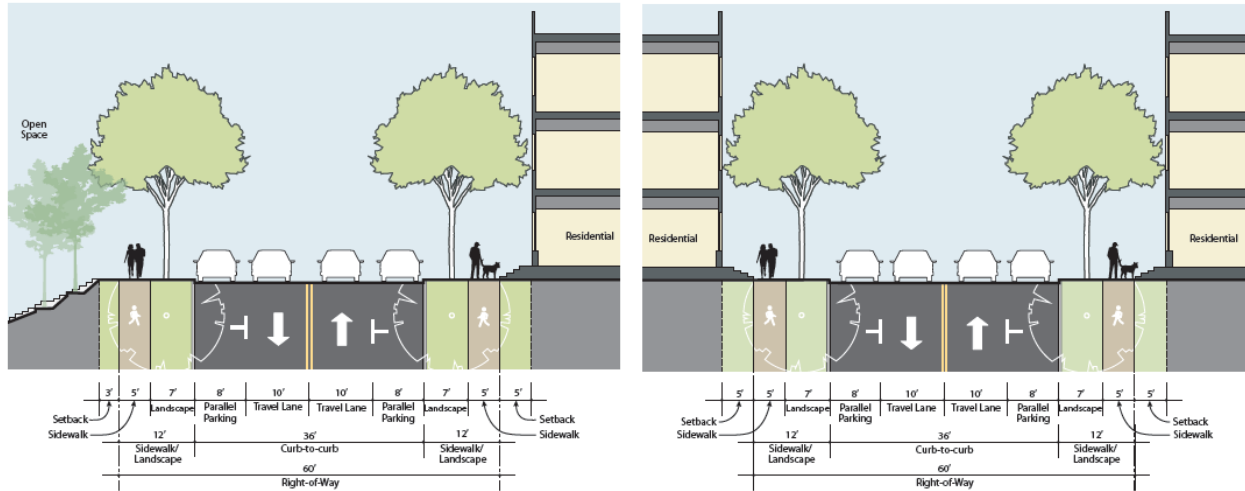 Open
Space
Residential
3’ 5’ 7’ 8’ 10’ 10’ 8’ 7’ 5’ 5’
Landscape Parallel Travel Lane Travel Lane Parallel Landscape
Parking Parking
Setback Setback
Sidewalk Sidewalk
12’ 36’ 12’
Sidewalk/ Curb-to-curb Sidewalk/
Landscape Landscape
60’
Right-of-Way
Residential Residential
5’ 5’ 7’ 8’ 10’ 10’ 8’ 7’ 5’ 5’
Landscape Parallel Travel Lane Travel Lane Parallel Landscape
Parking Parking
Setback Setback
Sidewalk Sidewalk
12’ 36’ 12’
Sidewalk/ Curb-to-curb Sidewalk/
Landscape Landscape
60’
Right-of-Way